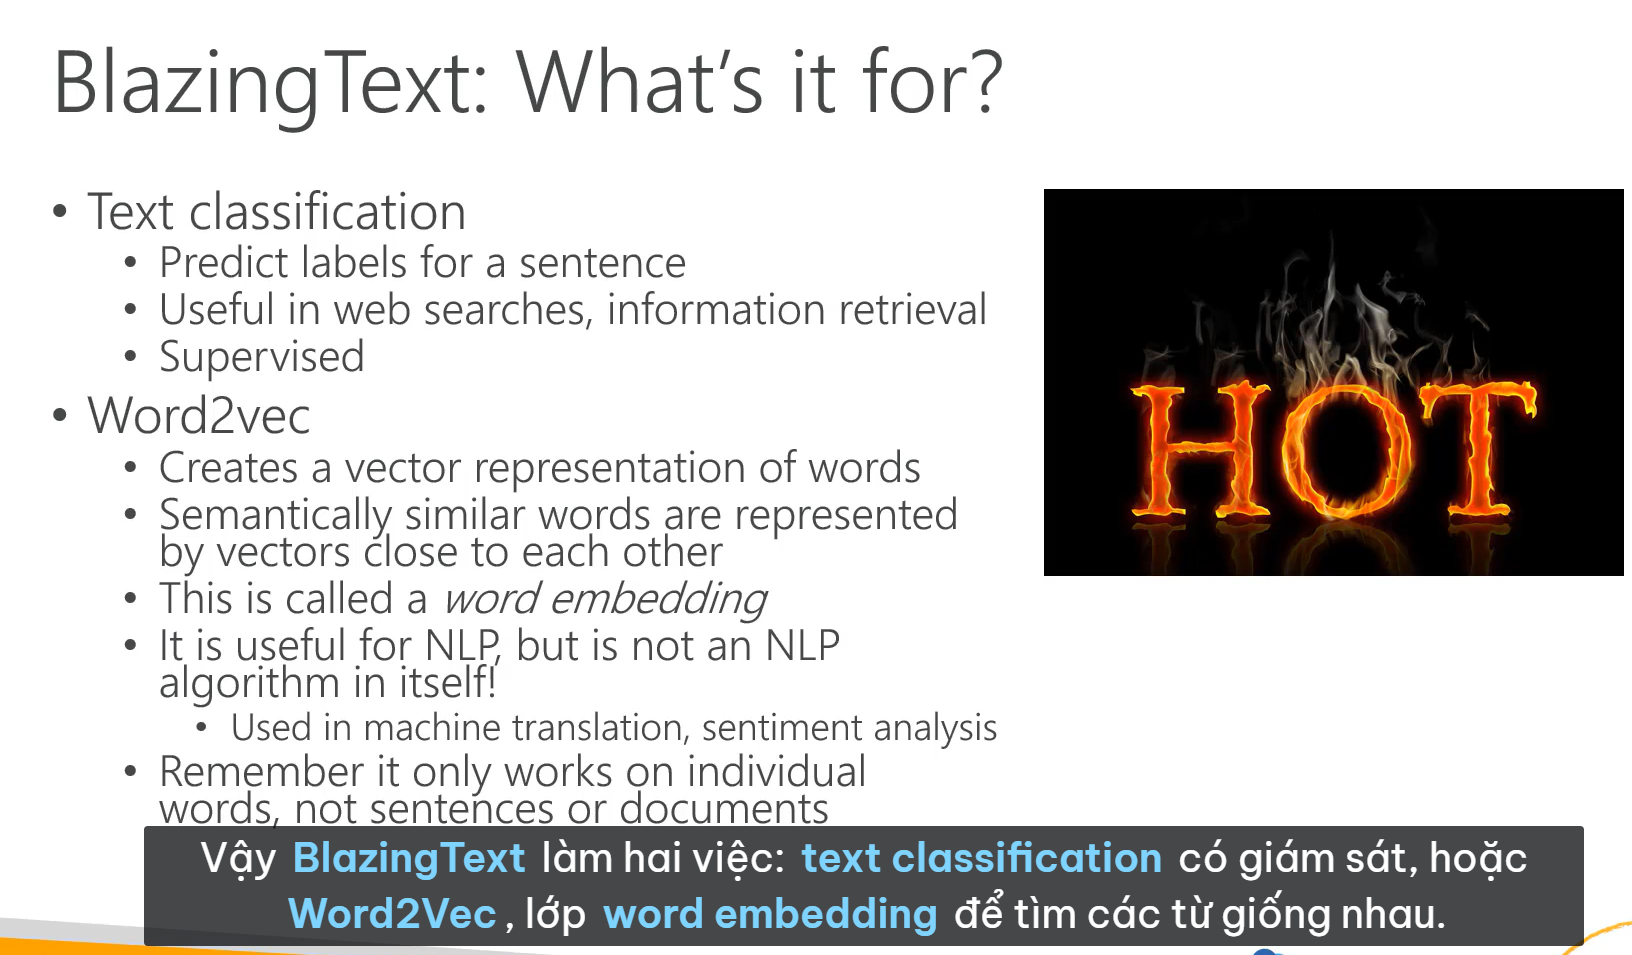 BlazingText: What's it for?
• Text classification
• Predict labels for a sentence
• Useful in web searches, information retrieval
• Supervised
• Word2vec
• Creates a vector representation of words
• Semantically similar words are represented
by vectors close to each other
• This is called a word embedding
• It is useful for NLP, but is not an NLP
algorithm in itself!
• Used in machine translation, sentiment analysis
• Remember it only works on individual
words, not sentences or documents
HOT
Vậy BlazingText làm hai việc: text classification có giám sát, hoặc
Word2Vec, lớp word embedding để tìm các từ giống nhau.